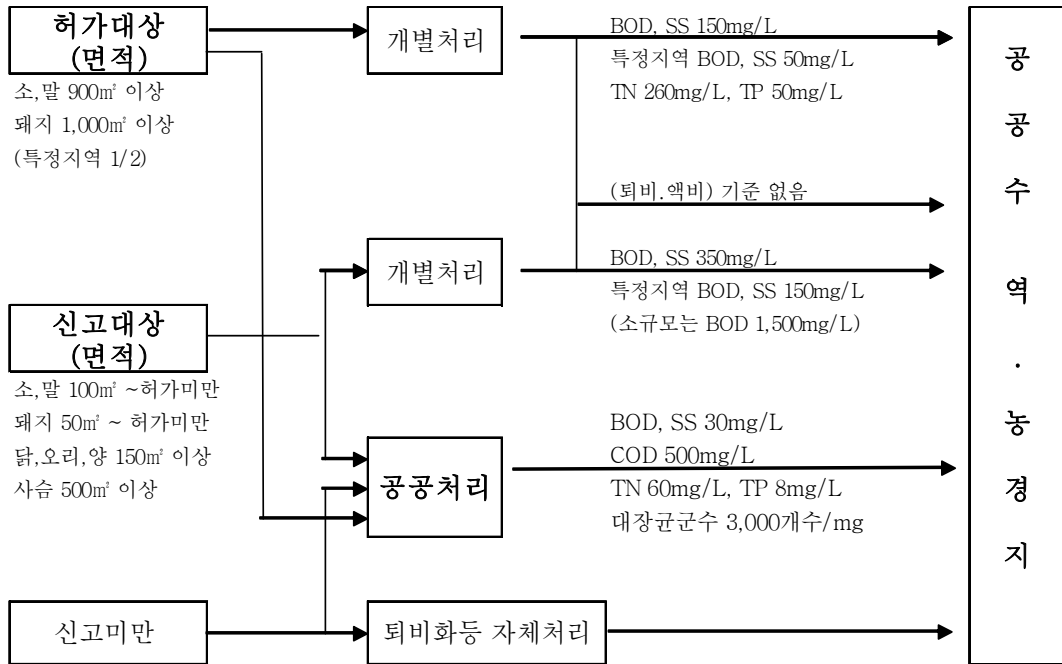 허가대상
(면적)
소,말 900㎡ 이상
돼지 1,000㎡ 이상
(특정지역 1/2)
개별처리
BOD, SS 150mg/L
특정지역 BOD, SS 50mg/L
TN 260mg/L, TP 50mg/L
(퇴비.액비) 기준 없음
신고대상
(면적)
소,말 100㎡ ~허가미만
돼지 50㎡ ~ 허가미만
닭,오리,양 150㎡ 이상
사슴 500㎡ 이상
개별처리
BOD, SS 350mg/L
특정지역 BOD, SS 150mg/L
(소규모는 BOD 1,500mg/L)
공공처리
BOD, SS 30mg/L
COD 500mg/L
TN 60mg/L, TP 8mg/L
대장균군수 3,000개수/mg
신고미만
퇴비화등 자체처리
공공수역·농경지